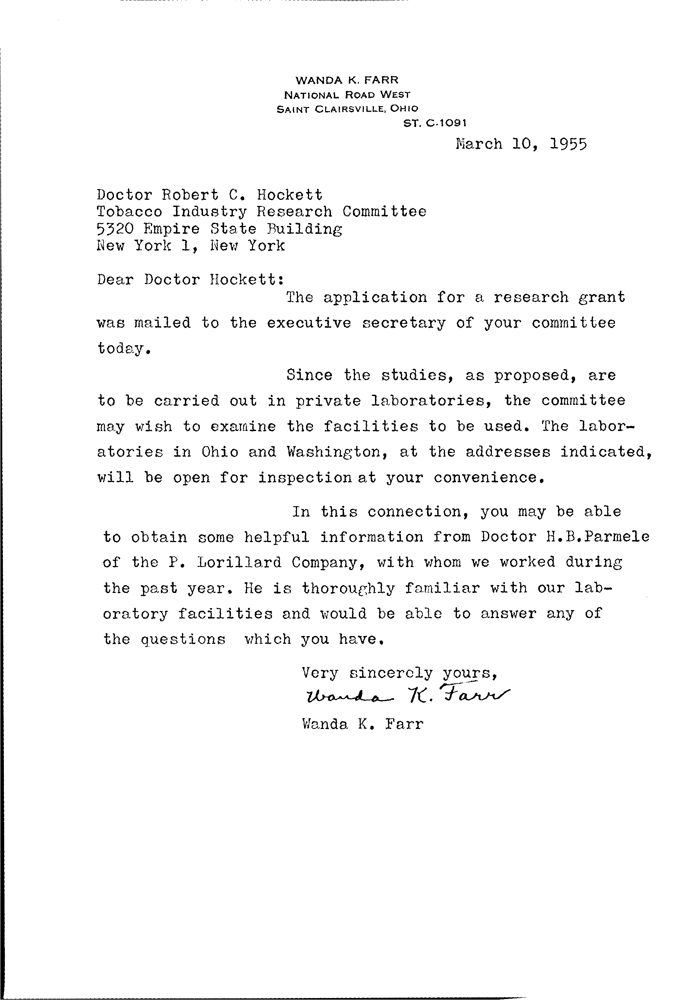 WANDA K. FARR
NATIONAL ROAD WEST
SAINT CLAIRSVILLE, OHIO
ST. C-1091
March 10, 1955
Doctor Robert C. Hockett
Tobacco Industry Research Committee
5320 Empire State Building
New York 1, New York
Dear Doctor Hockett:
The application for a research grant
was mailed to the executive secretary of your committee
today.
Since the studies, as proposed, are
to be carried out in private laboratories, the committee
may wish to examine the facilities to be used. The labor-
atories in Ohio and Washington, at the addresses indicated,
will be open for inspection at your convenience.
In this connection, you may be able
to obtain some helpful information from Doctor H.B.Parmele
of the P. Lorillard Company, with whom we worked during
the past year. He is thoroughly familiar with our lab-
oratory facilities and would be able to answer any of
the questions which you have.
Very sincerely yours,
Wanda K. Farr
Wanda K. Farr